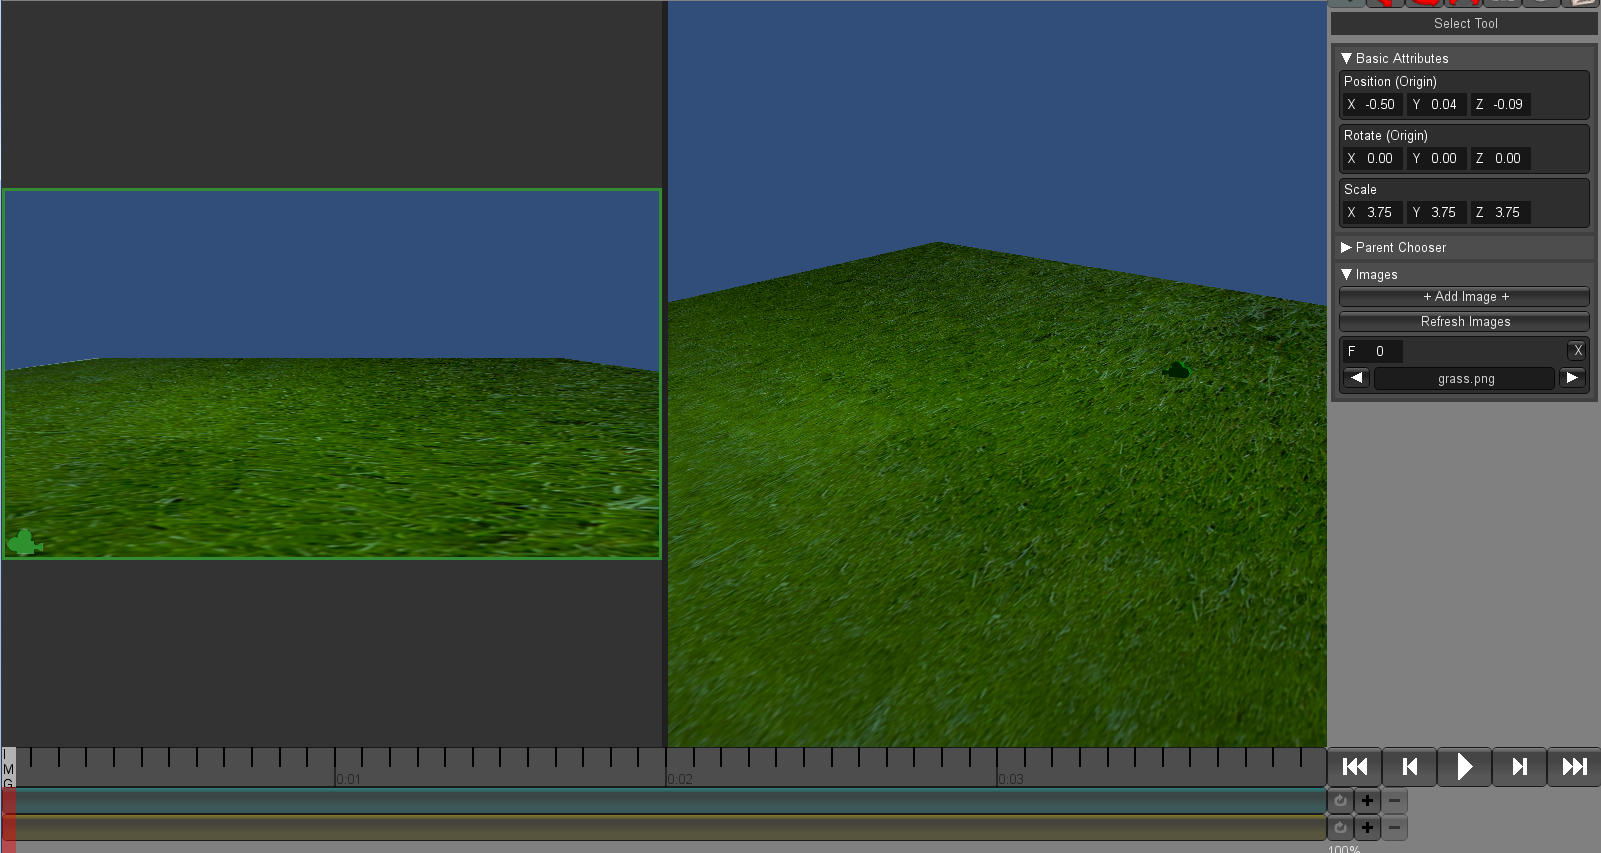 Select Tool
Basic Attributes
Position (Origin)
X -0.50 Y 0.04 Z -0.09
Rotate (Origin)
X 0.00 Y 0.00 Z 0.00
Scale
X 3.75 Y 3.75 Z 3.75
Parent Chooser
Images
+ Add Image +
Refresh Images
F 0 X
grass.png
I
M
G
0:01 0:02 0:03
100%